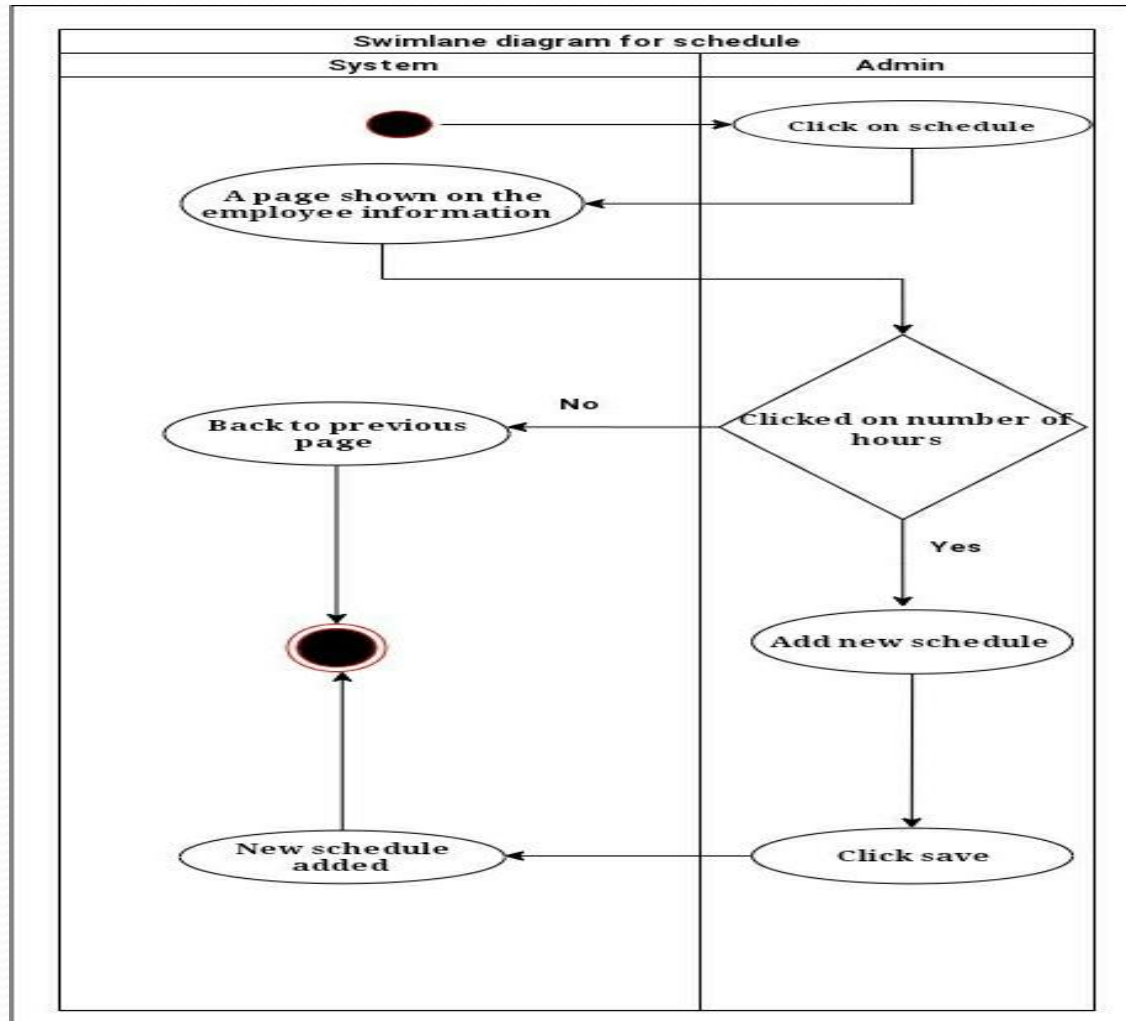 Swimlane diagram for schedule
System
Admin
Click on schedule
A page shown on the
employee information
Clicked on number of
hours
No
Back to previous
page
Yes
Add new schedule
Click save
New schedule
added